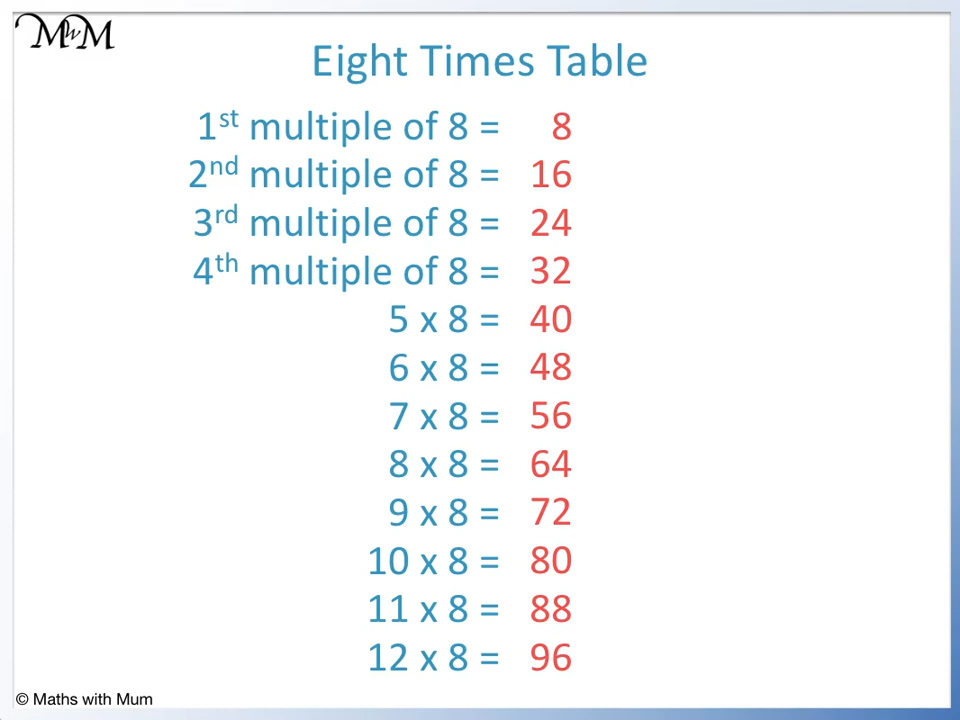 MwM
Eight Times Table
1st multiple of 8 = 8
2nd multiple of 8 = 16
3rd multiple of 8 = 24
4th multiple of 8 = 32
5 x 8 = 40
6 x 8 = 48
7 x 8 = 56
8 x 8 = 64
9 x 8 = 72
10 x 8 = 80
11 x 8 = 88
12 x 8 = 96
© Maths with Mum